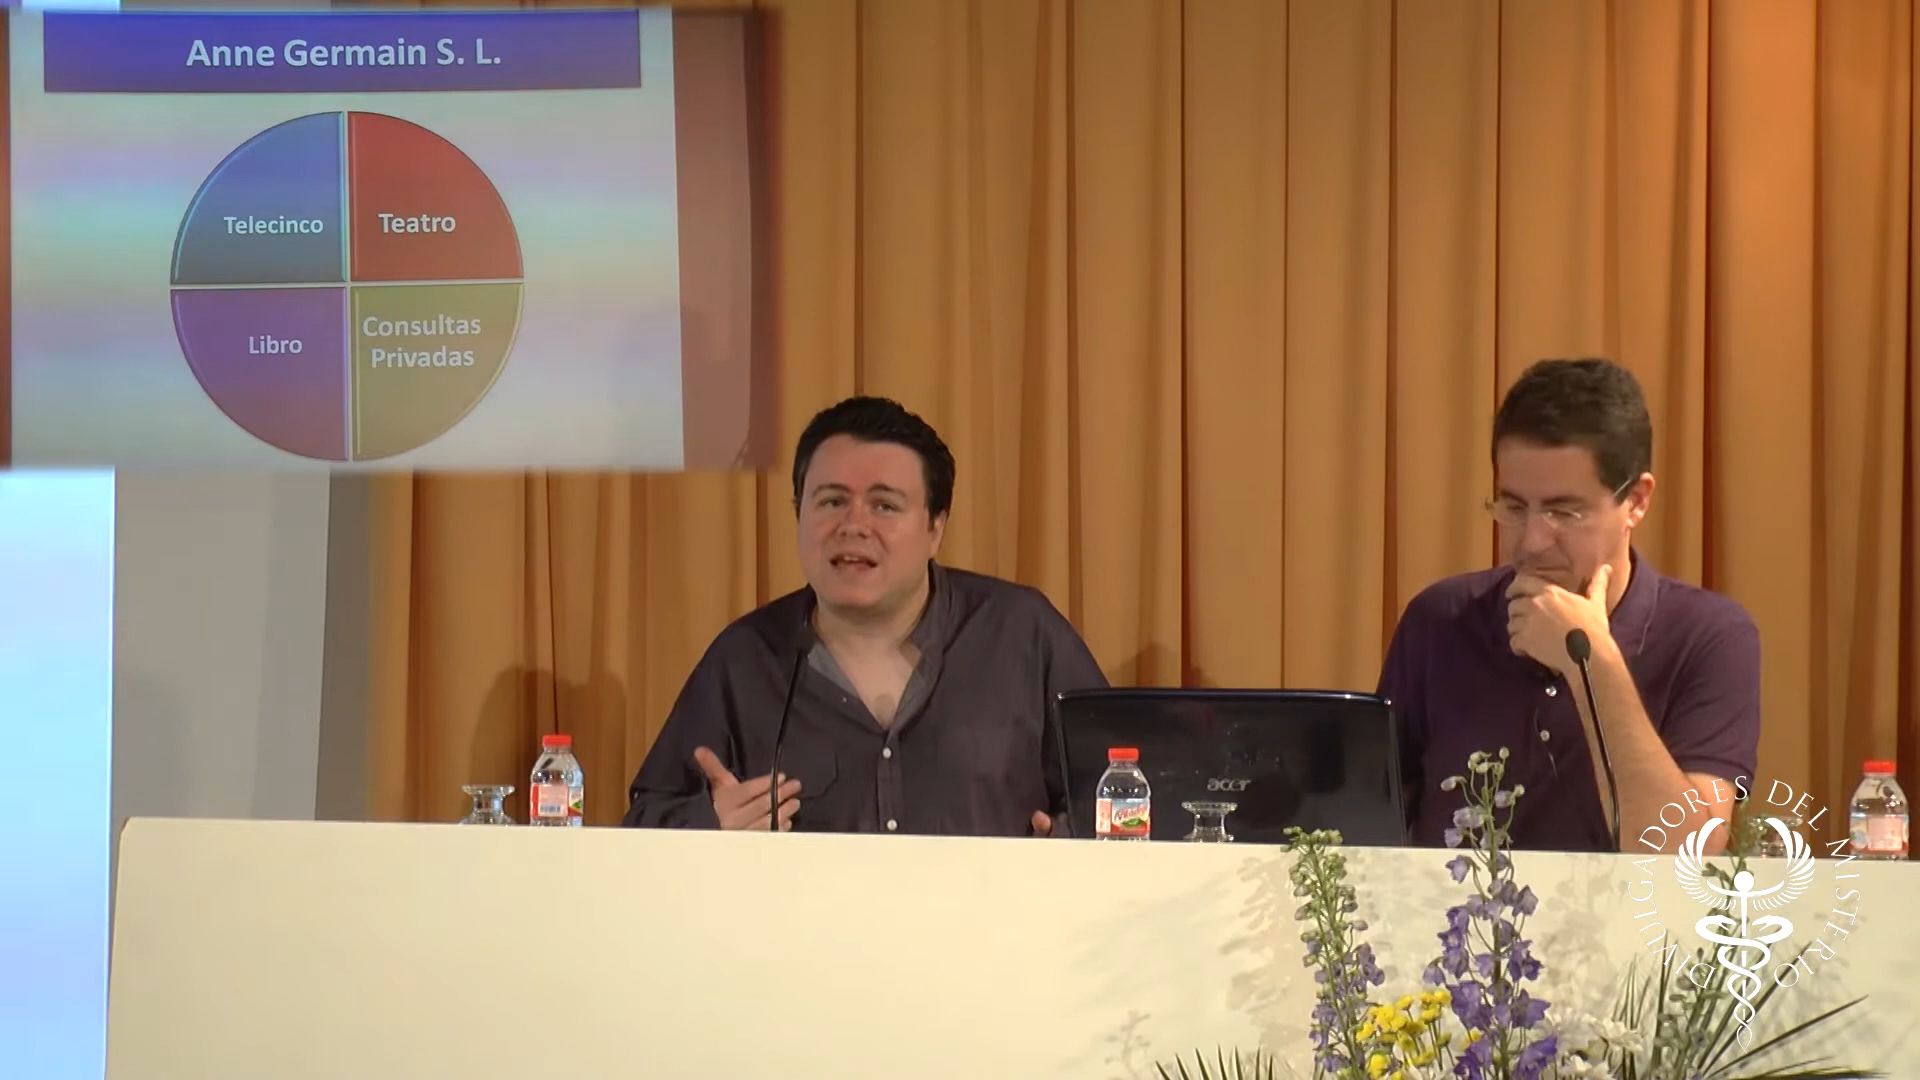 Anne Germain S. L.
Telecinco
Teatro
Libro
Consultas
Privadas
acer
DIVULGADORES DEL MISTERIO